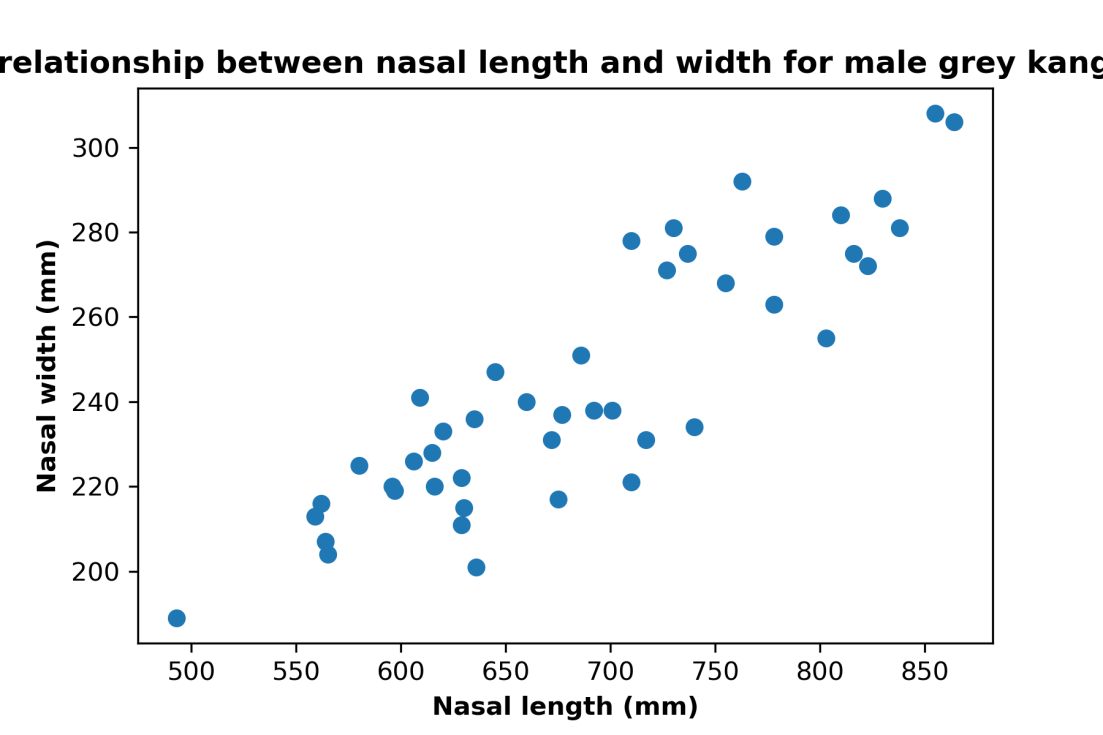 relationship between nasal length and width for male grey kang
300
280
260
240
220
200
Nasal width (mm)
500 550 600 650 700 750 800 850
Nasal length (mm)